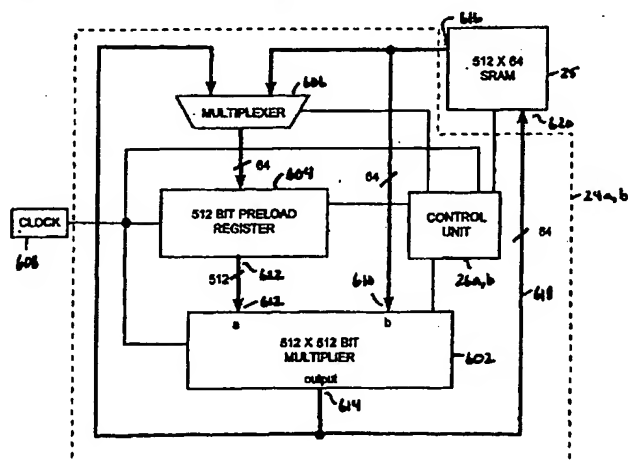 616
512 X 64
SRAM
25
606
MULTIPLEXER
620
64
604
64
24a,b
512 BIT PRELOAD
REGISTER
CONTROL
UNIT
CLOCK
608
64
512
612
610
26a,b
618
612
a
b
512 X 512 BIT
MULTIPLIER
602
output
614